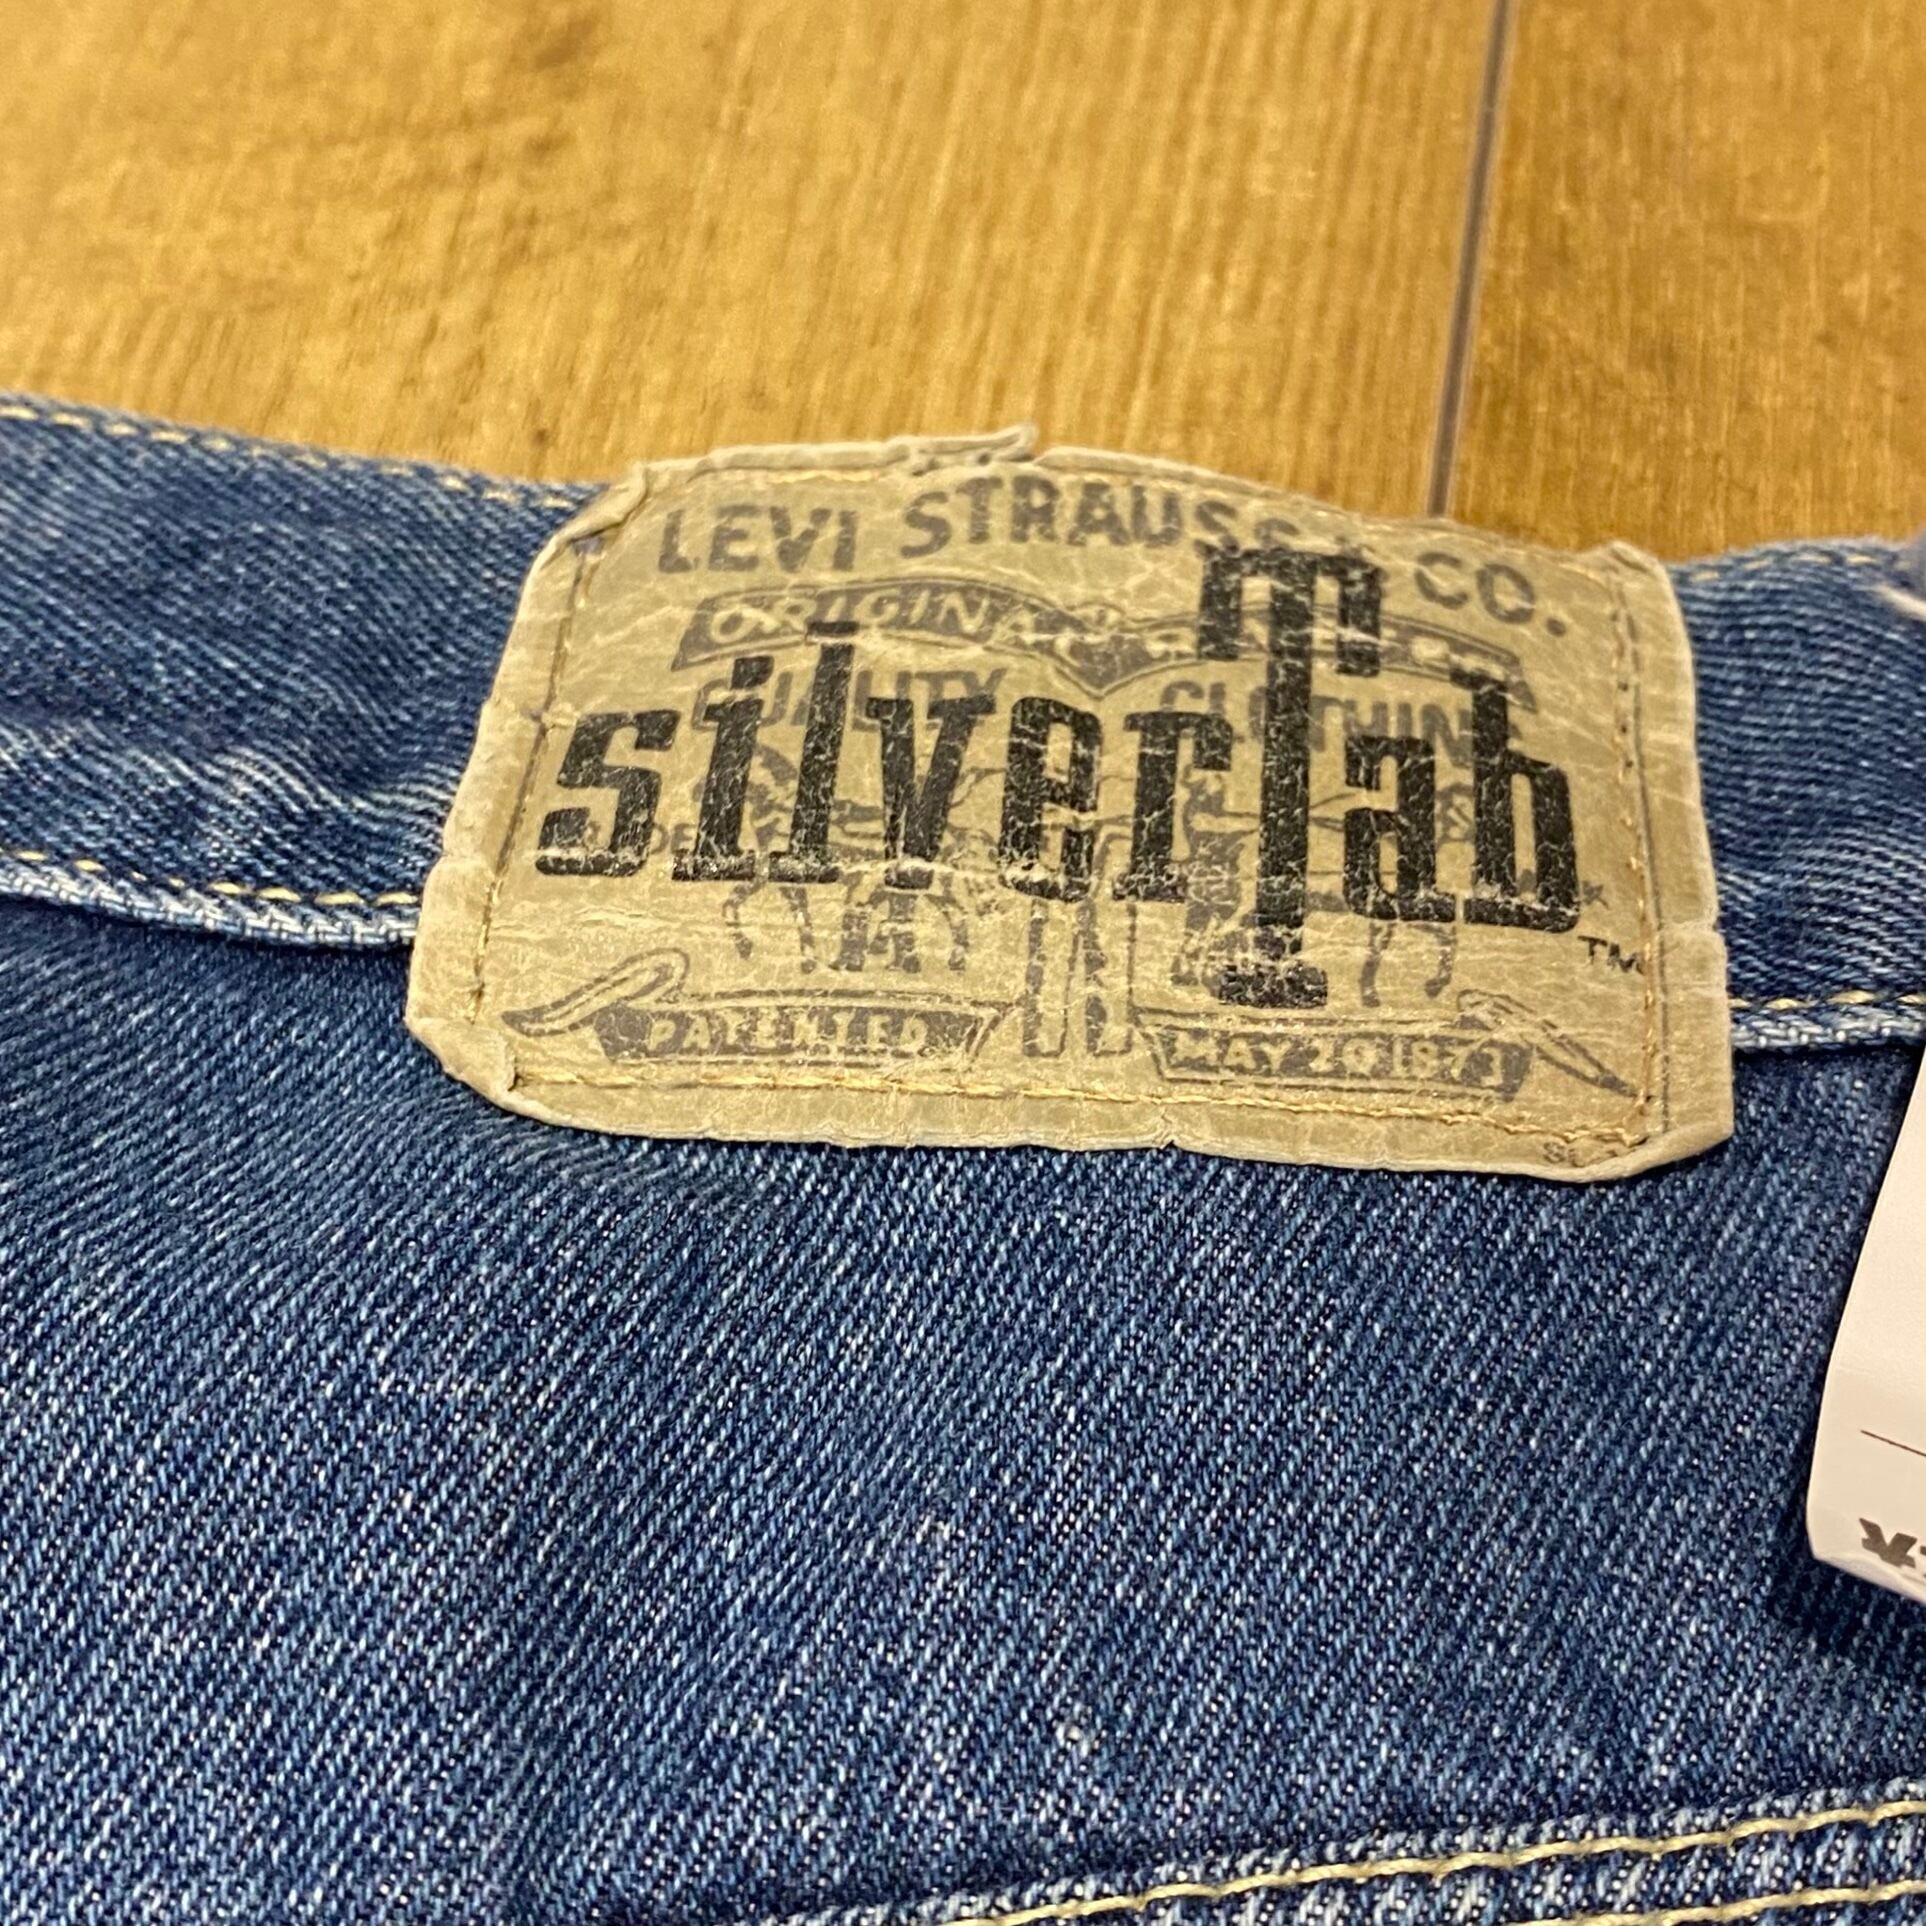 LEVI STRAUSS & CO.
ORIGINAL
QUALITY CLOTHING
silverTab
TM
PATENTED MAY 20 1873
¥